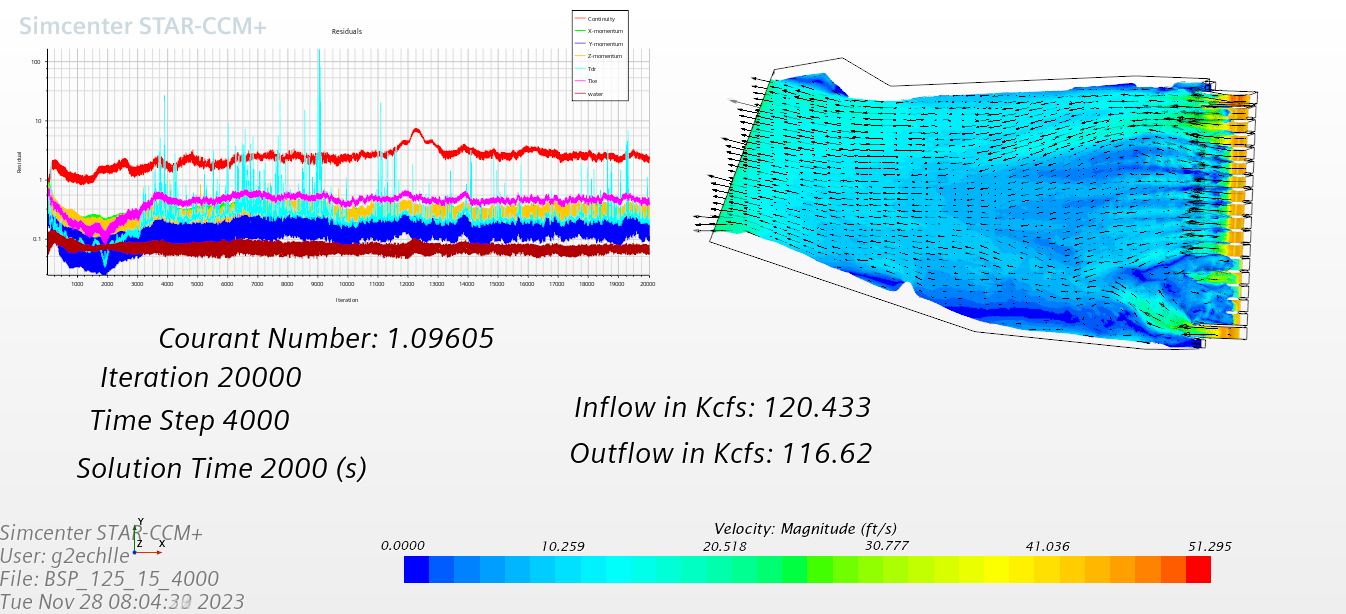 Simcenter STAR-CCM+
Residuals
Continuity
X-momentum
Y-momentum
Z-momentum
Tdr
Tke
water
100
10
1
0.1
Residual
1000 2000 3000 4000 5000 6000 7000 8000 9000 10000 11000 12000 13000 14000 15000 16000 17000 18000 19000 20000
Iteration
Courant Number: 1.09605
Iteration 20000
Time Step 4000
Solution Time 2000 (s)
Inflow in Kcfs: 120.433
Outflow in Kcfs: 116.62
Y
Z X
Simcenter STAR-CCM+
User: g2echlle
File: BSP_125_15_4000
Tue Nov 28 2023
Velocity: Magnitude (ft/s)
0.0000 10.259 20.518 30.777 41.036 51.295